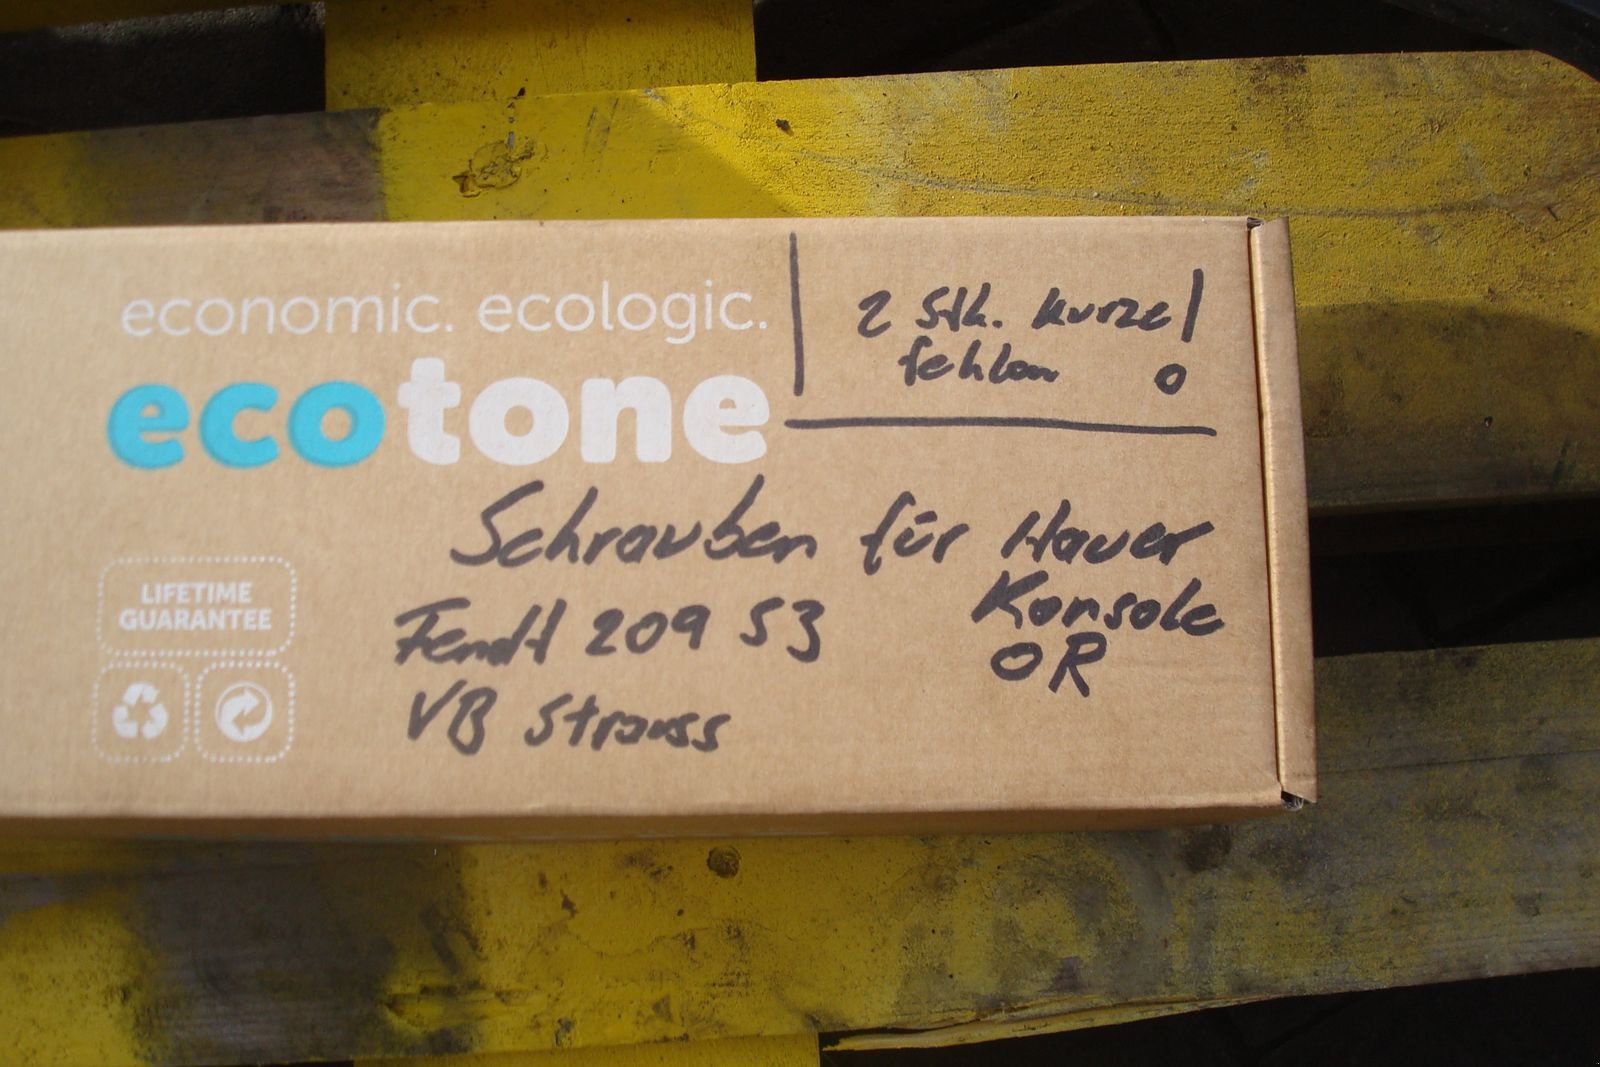 economic. ecologic.
ecotone
LIFETIME
GUARANTEE
2 Stk. kurze!
fehlen
Schrauben für Hauer
Konsole
OR
Fendt 209 S3
VB Strauss